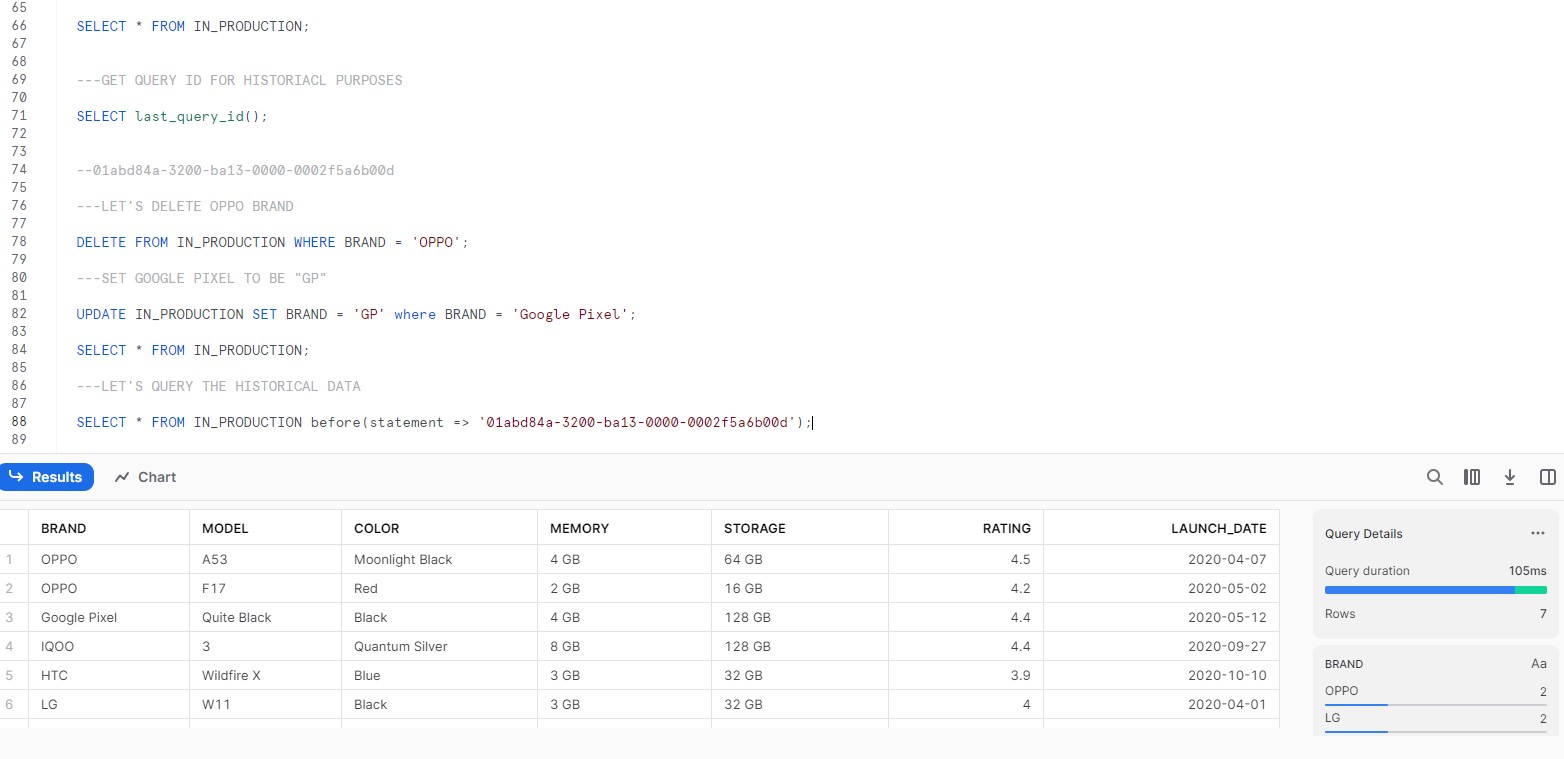 65
66 SELECT * FROM IN_PRODUCTION;
67
68
69 ---GET QUERY ID FOR HISTORIACL PURPOSES
70
71 SELECT last_query_id();
72
73
74 --01abd84a-3200-ba13-0000-0002f5a6b00d
75
76 ---LET'S DELETE OPPO BRAND
77
78 DELETE FROM IN_PRODUCTION WHERE BRAND = 'OPPO';
79
80 ---SET GOOGLE PIXEL TO BE "GP"
81
82 UPDATE IN_PRODUCTION SET BRAND = 'GP' where BRAND = 'Google Pixel';
83
84 SELECT * FROM IN_PRODUCTION;
85
86 ---LET'S QUERY THE HISTORICAL DATA
87
88 SELECT * FROM IN_PRODUCTION before(statement => '01abd84a-3200-ba13-0000-0002f5a6b00d');
89
Results Chart
BRAND MODEL COLOR MEMORY STORAGE RATING LAUNCH_DATE
1 OPPO A53 Moonlight Black 4 GB 64 GB 4.5 2020-04-07
2 OPPO F17 Red 2 GB 16 GB 4.2 2020-05-02
3 Google Pixel Quite Black Black 4 GB 128 GB 4.4 2020-05-12
4 IQOO 3 Quantum Silver 8 GB 128 GB 4.4 2020-09-27
5 HTC Wildfire X Blue 3 GB 32 GB 3.9 2020-10-10
6 LG W11 Black 3 GB 32 GB 4 2020-04-01
Query Details ...
Query duration 105ms
Rows 7
BRAND Aa
OPPO 2
LG 2